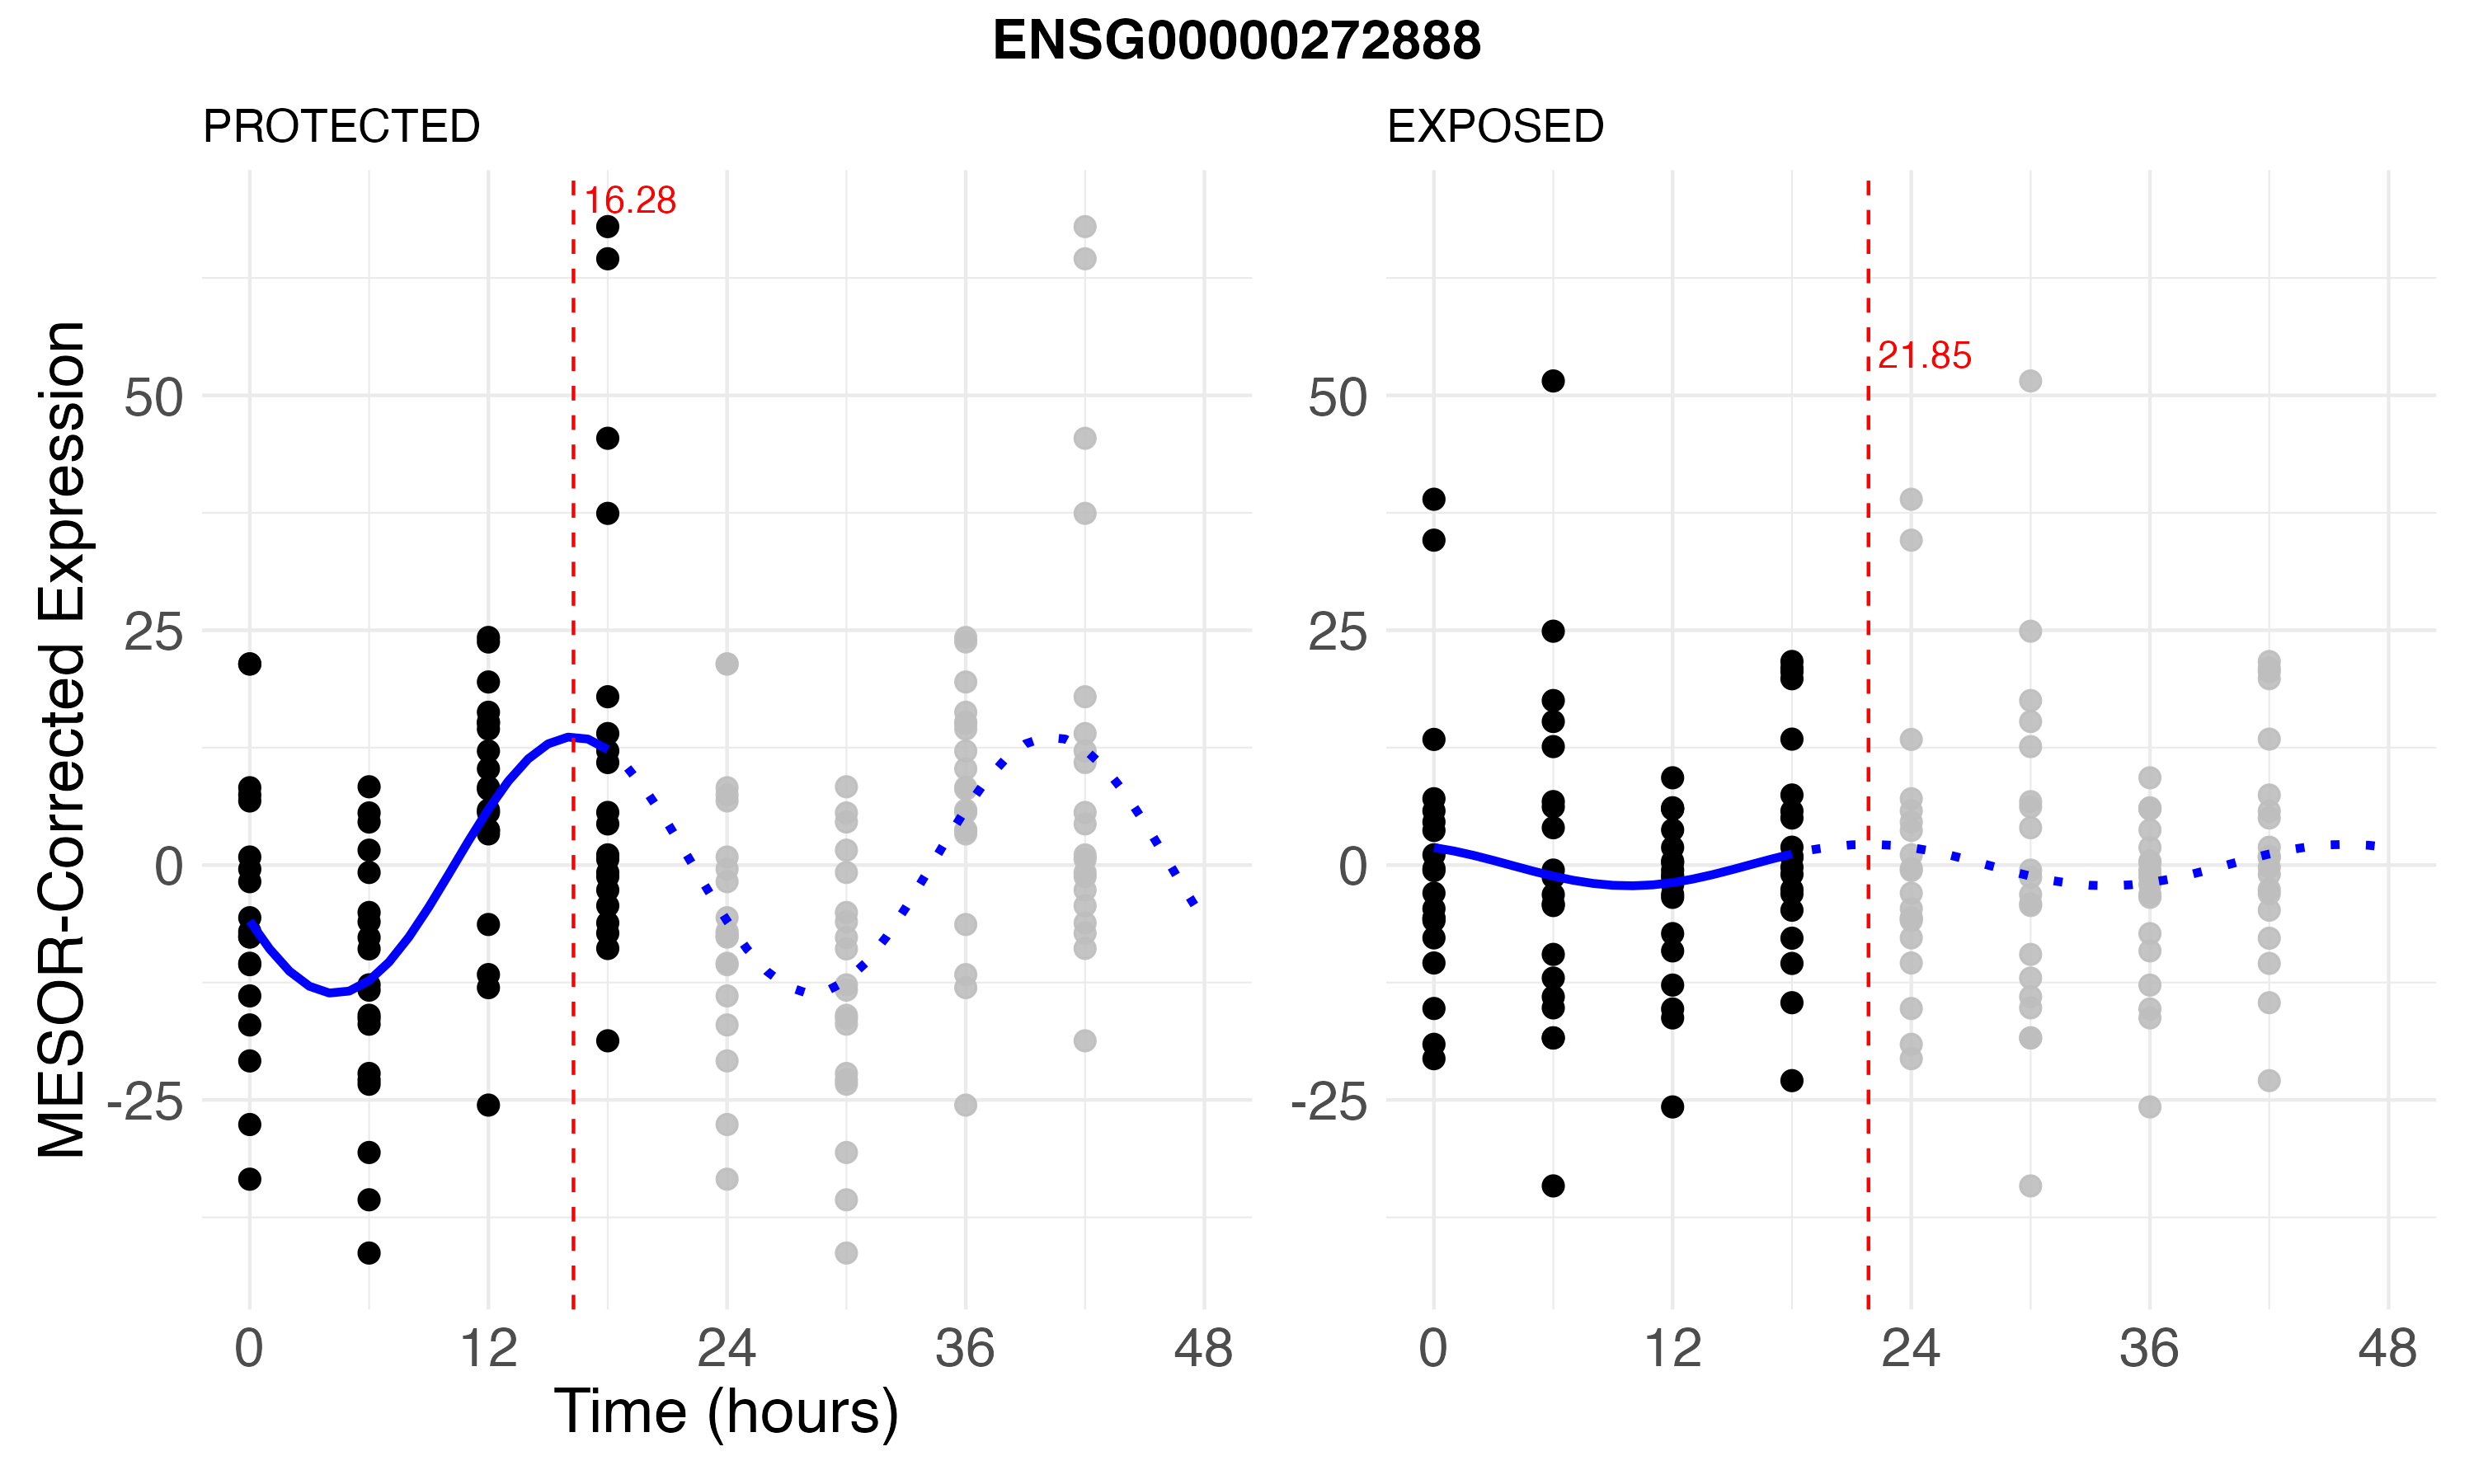 ENSG00000272888
PROTECTED
EXPOSED
16.28
21.85
MESOR-Corrected Expression
50
25
0
-25
50
25
0
-25
0 12 24 36 48
0 12 24 36 48
Time (hours)